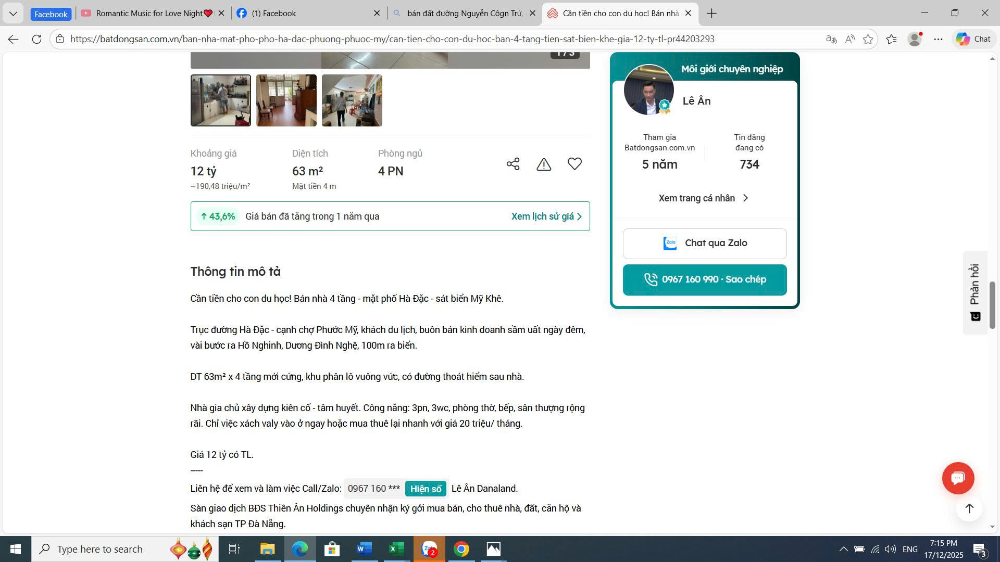 Facebook
Romantic Music for Love Night❤
(1) Facebook
bán đất đường Nguyễn Côgn Trứ,
Cần tiền cho con du học! Bán nhà
https://batdongsan.com.vn/ban-nha-mat-pho-pho-ha-dac-phuong-phuoc-my/can-tien-cho-con-du-hoc-ban-4-tang-tien-sat-bien-khe-gia-12-ty-tl-pr44203293
Chat
1 / 3
Khoảng giá
12 tỷ
~190,48 triệu/m²
Diện tích
63 m²
Mặt tiền 4 m
Phòng ngủ
4 PN
43,6%
Giá bán đã tăng trong 1 năm qua
Xem lịch sử giá
Thông tin mô tả
Cần tiền cho con du học! Bán nhà 4 tầng - mặt phố Hà Đặc - sát biển Mỹ Khê.
Trục đường Hà Đặc - cạnh chợ Phước Mỹ, khách du lịch, buôn bán kinh doanh sầm uất ngày đêm,
vài bước ra Hồ Nghinh, Dương Đình Nghệ, 100m ra biển.
DT 63m² x 4 tầng mới cứng, khu phân lô vuông vức, có đường thoát hiểm sau nhà.
Nhà gia chủ xây dựng kiên cố - tâm huyết. Công năng: 3pn, 3wc, phòng thờ, bếp, sân thượng rộng
rãi. Chỉ việc xách valy vào ở ngay hoặc mua thuê lại nhanh với giá 20 triệu/ tháng.
Giá 12 tỷ có TL.
-----
Liên hệ để xem và làm việc Call/Zalo: 0967 160 *** Hiện số Lê Ân Danaland.
Sàn giao dịch BĐS Thiên Ân Holdings chuyên nhận ký gởi mua bán, cho thuê nhà, đất, căn hộ và
khách sạn TP Đà Nẵng.
Môi giới chuyên nghiệp
Lê Ân
Tham gia
Batdongsan.com.vn
5 năm
Tin đăng
đang có
734
Xem trang cá nhân
Zalo
Chat qua Zalo
0967 160 990 · Sao chép
Phản hồi
Type here to search
2
ENG
7:15 PM
17/12/2025
3